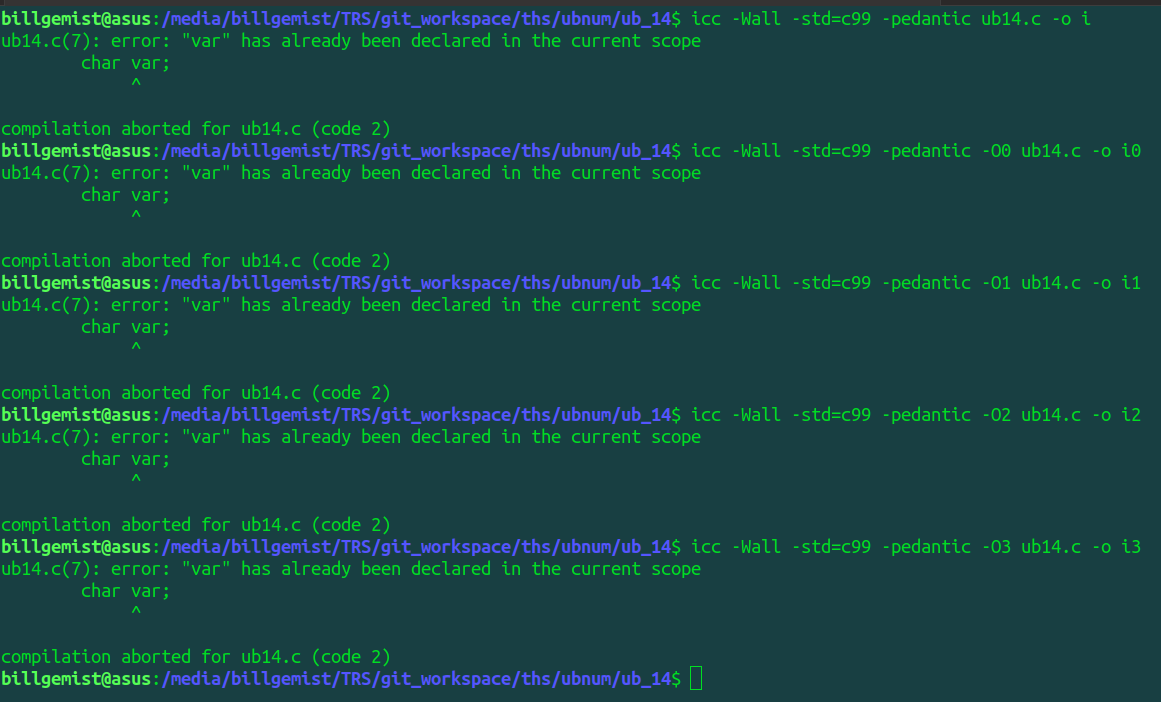 billgemist@asus:/media/billgemist/TRS/git_workspace/ths/ubnum/ub_14$ icc -Wall -std=c99 -pedantic ub14.c -o i
ub14.c(7): error: "var" has already been declared in the current scope
        char var;
             ^

compilation aborted for ub14.c (code 2)
billgemist@asus:/media/billgemist/TRS/git_workspace/ths/ubnum/ub_14$ icc -Wall -std=c99 -pedantic -O0 ub14.c -o i0
ub14.c(7): error: "var" has already been declared in the current scope
        char var;
             ^

compilation aborted for ub14.c (code 2)
billgemist@asus:/media/billgemist/TRS/git_workspace/ths/ubnum/ub_14$ icc -Wall -std=c99 -pedantic -O1 ub14.c -o i1
ub14.c(7): error: "var" has already been declared in the current scope
        char var;
             ^

compilation aborted for ub14.c (code 2)
billgemist@asus:/media/billgemist/TRS/git_workspace/ths/ubnum/ub_14$ icc -Wall -std=c99 -pedantic -O2 ub14.c -o i2
ub14.c(7): error: "var" has already been declared in the current scope
        char var;
             ^

compilation aborted for ub14.c (code 2)
billgemist@asus:/media/billgemist/TRS/git_workspace/ths/ubnum/ub_14$ icc -Wall -std=c99 -pedantic -O3 ub14.c -o i3
ub14.c(7): error: "var" has already been declared in the current scope
        char var;
             ^

compilation aborted for ub14.c (code 2)
billgemist@asus:/media/billgemist/TRS/git_workspace/ths/ubnum/ub_14$